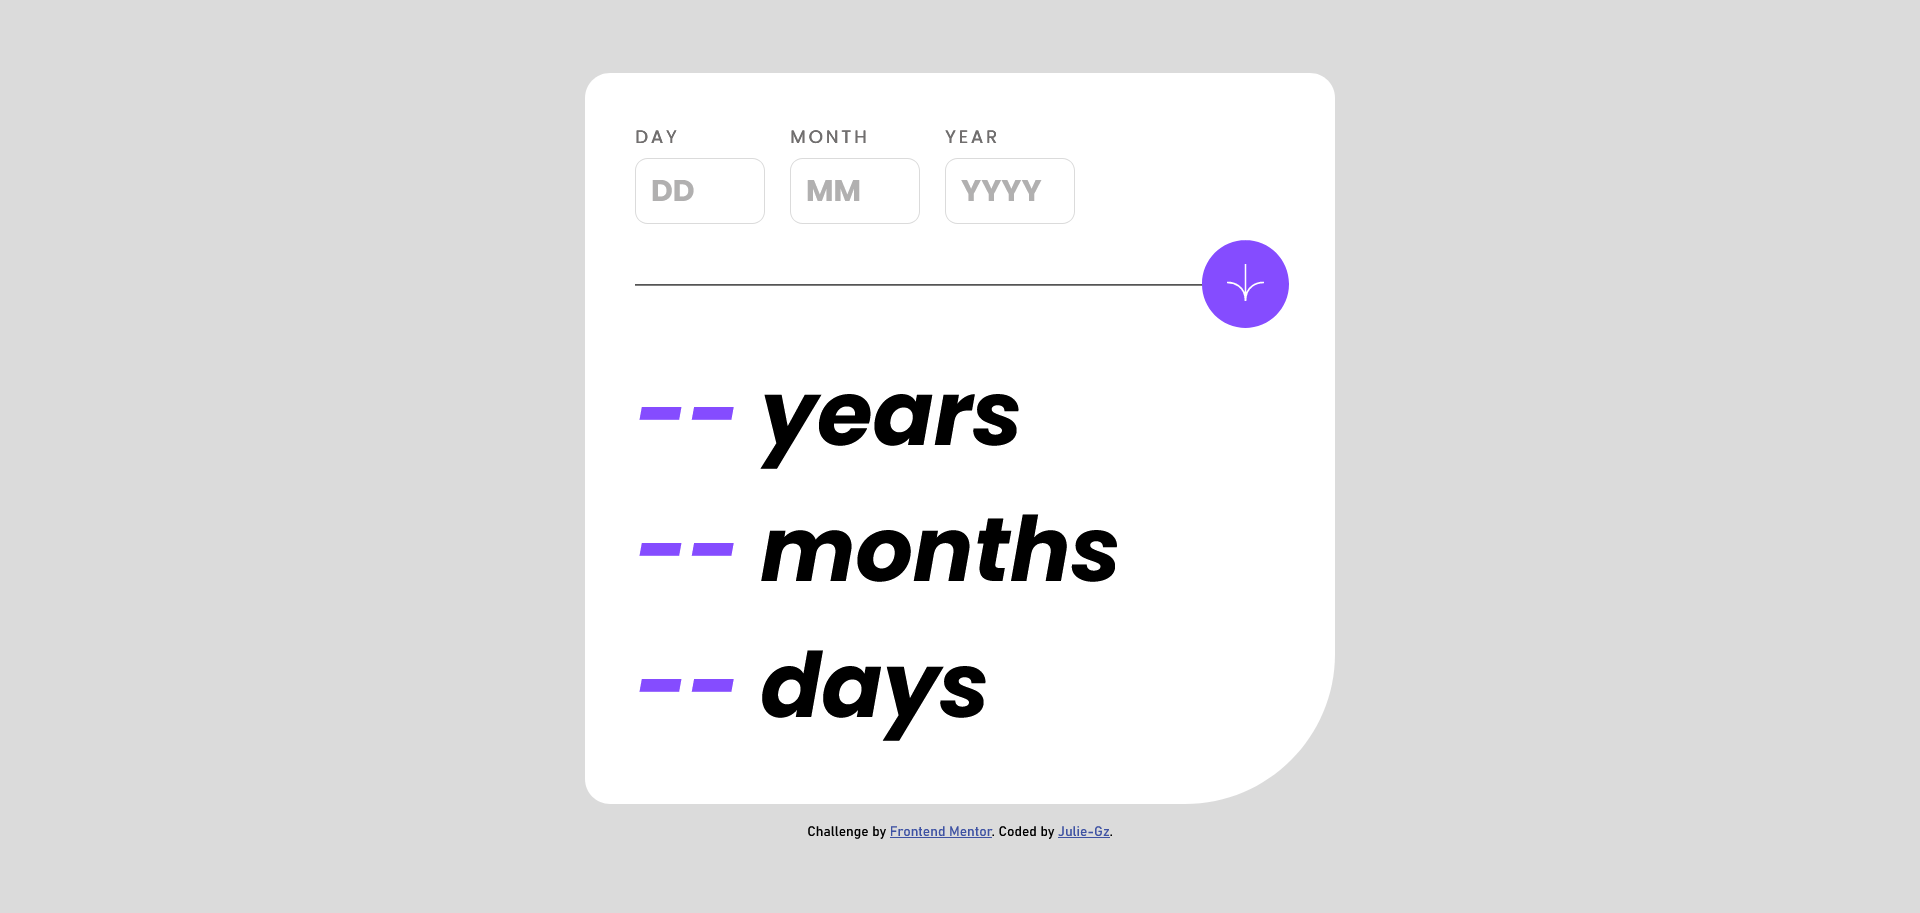 DAY MONTH YEAR
DD MM YYYY
-- years
-- months
-- days
Challenge by Frontend Mentor. Coded by Julie-Gz.